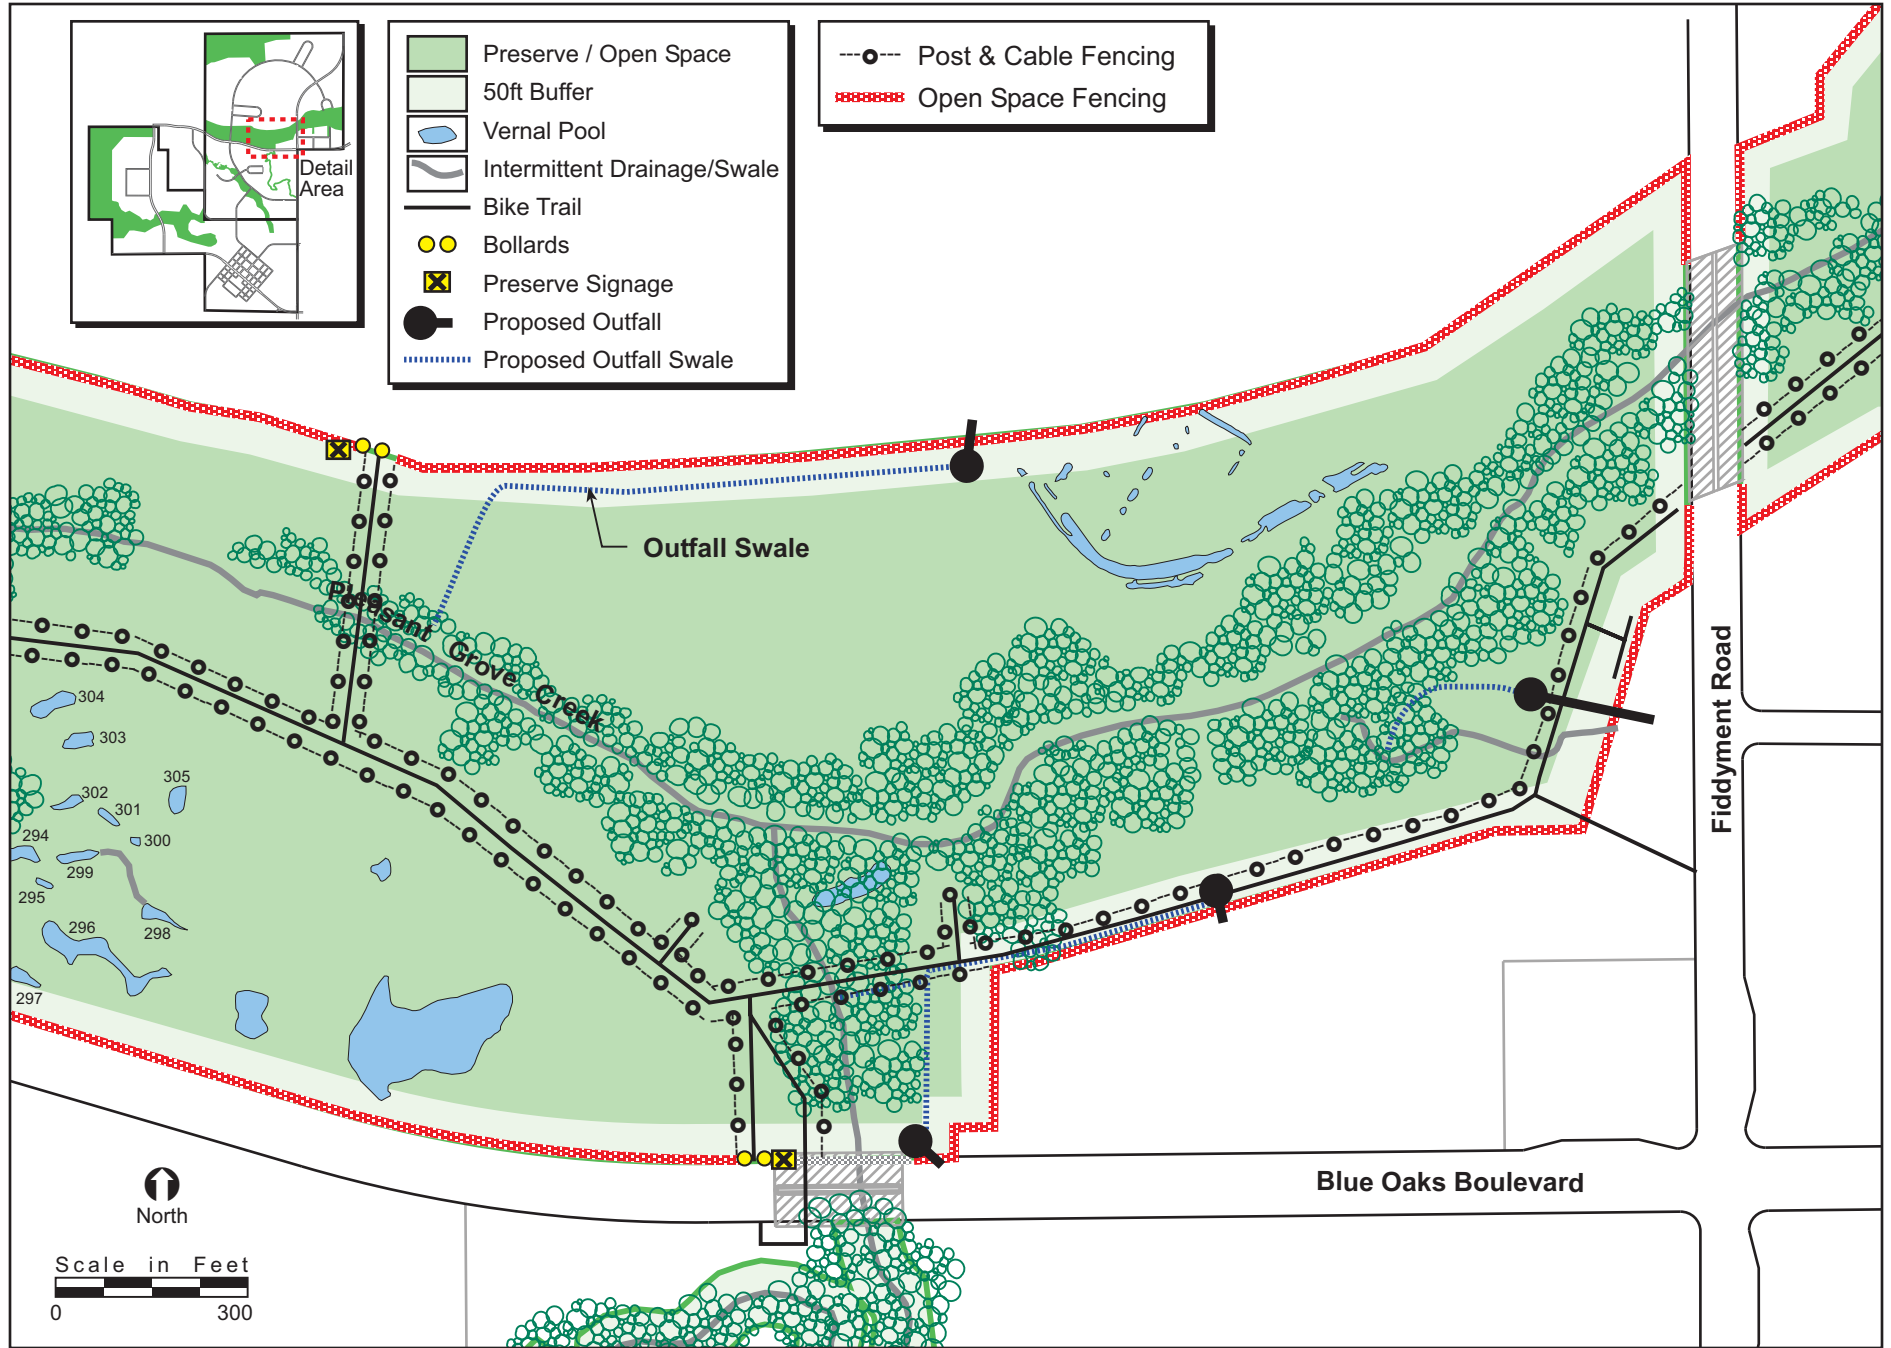 Detail
Area
Preserve / Open Space
50ft Buffer
Vernal Pool
Intermittent Drainage/Swale
Bike Trail
Bollards
Preserve Signage
Proposed Outfall
Proposed Outfall Swale
Post & Cable Fencing
Open Space Fencing
Outfall Swale
Pleasant Grove Creek
304
303
305
302
301
300
294
299
295
296
298
297
Fiddyment Road
Blue Oaks Boulevard
North
Scale in Feet
0 300